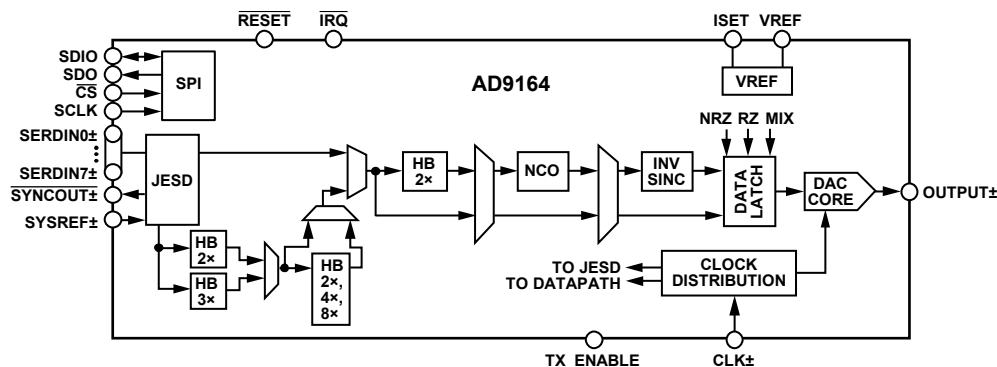 RESET IRQ ISET VREF
SDIO
SDO
CS
SCLK
SPI
AD9164
VREF
SERDIN0±
SERDIN7±
SYNCOUT±
SYSREF±
JESD
HB
2×
NCO
INV
SINC
NRZ RZ MIX
DATA
LATCH
DAC
CORE
OUTPUT±
HB
2×
HB
3×
HB
2×,
4×,
8×
TO JESD
TO DATAPATH
CLOCK
DISTRIBUTION
TX ENABLE
CLK±